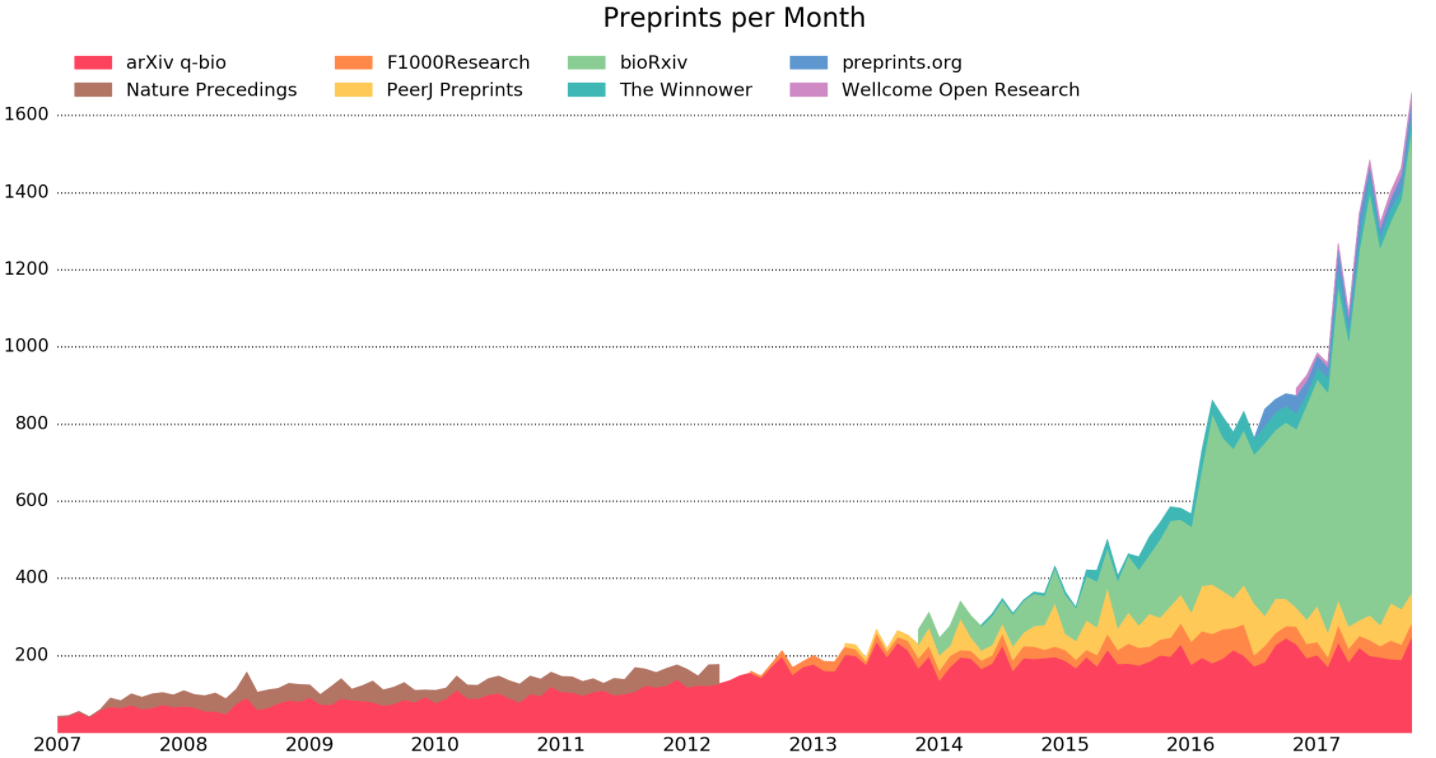 Preprints per Month
arXiv q-bio F1000Research bioRxiv preprints.org
Nature Precedings PeerJ Preprints The Winnower Wellcome Open Research
1600
1400
1200
1000
800
600
400
200
2007 2008 2009 2010 2011 2012 2013 2014 2015 2016 2017